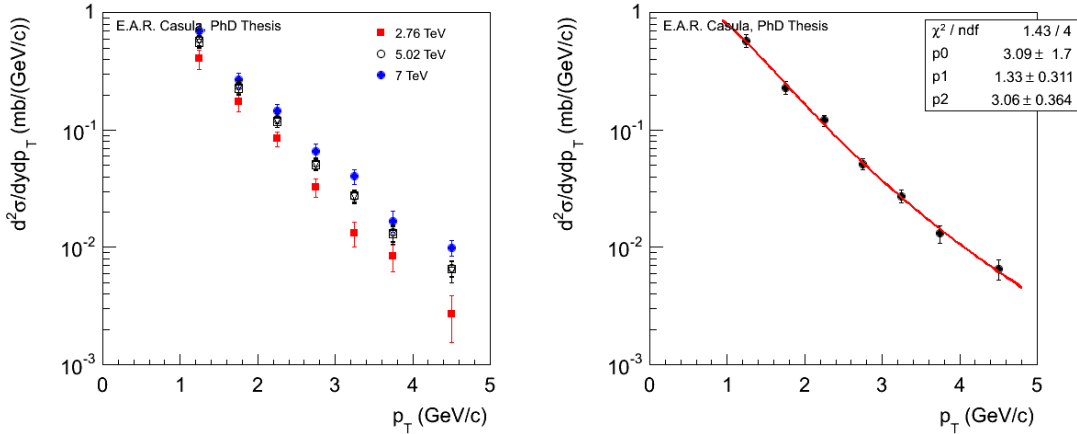 E.A.R. Casula, PhD Thesis
2.76 TeV
5.02 TeV
7 TeV
d²σ/dydp_T (mb/(GeV/c))
1
10⁻¹
10⁻²
10⁻³
0 1 2 3 4 5
p_T (GeV/c)
E.A.R. Casula, PhD Thesis
χ² / ndf 1.43 / 4
p0 3.09 ± 1.7
p1 1.33 ± 0.311
p2 3.06 ± 0.364
d²σ/dydp_T (mb/(GeV/c))
1
10⁻¹
10⁻²
10⁻³
0 1 2 3 4 5
p_T (GeV/c)